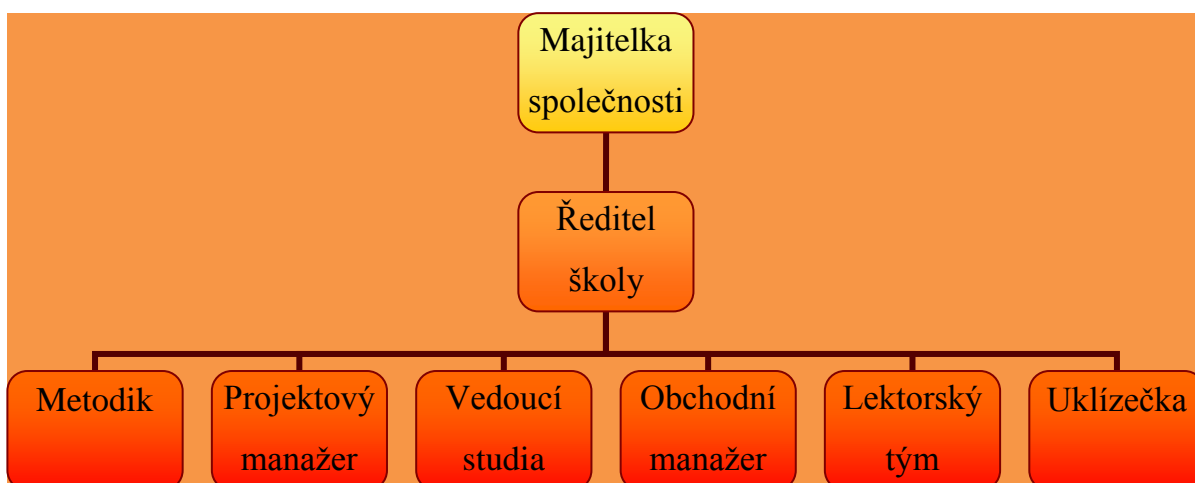 Majitelka
společnosti
Ředitel
školy
Metodik
Projektový
manažer
Vedoucí
studia
Obchodní
manažer
Lektorský
tým
Uklízečka